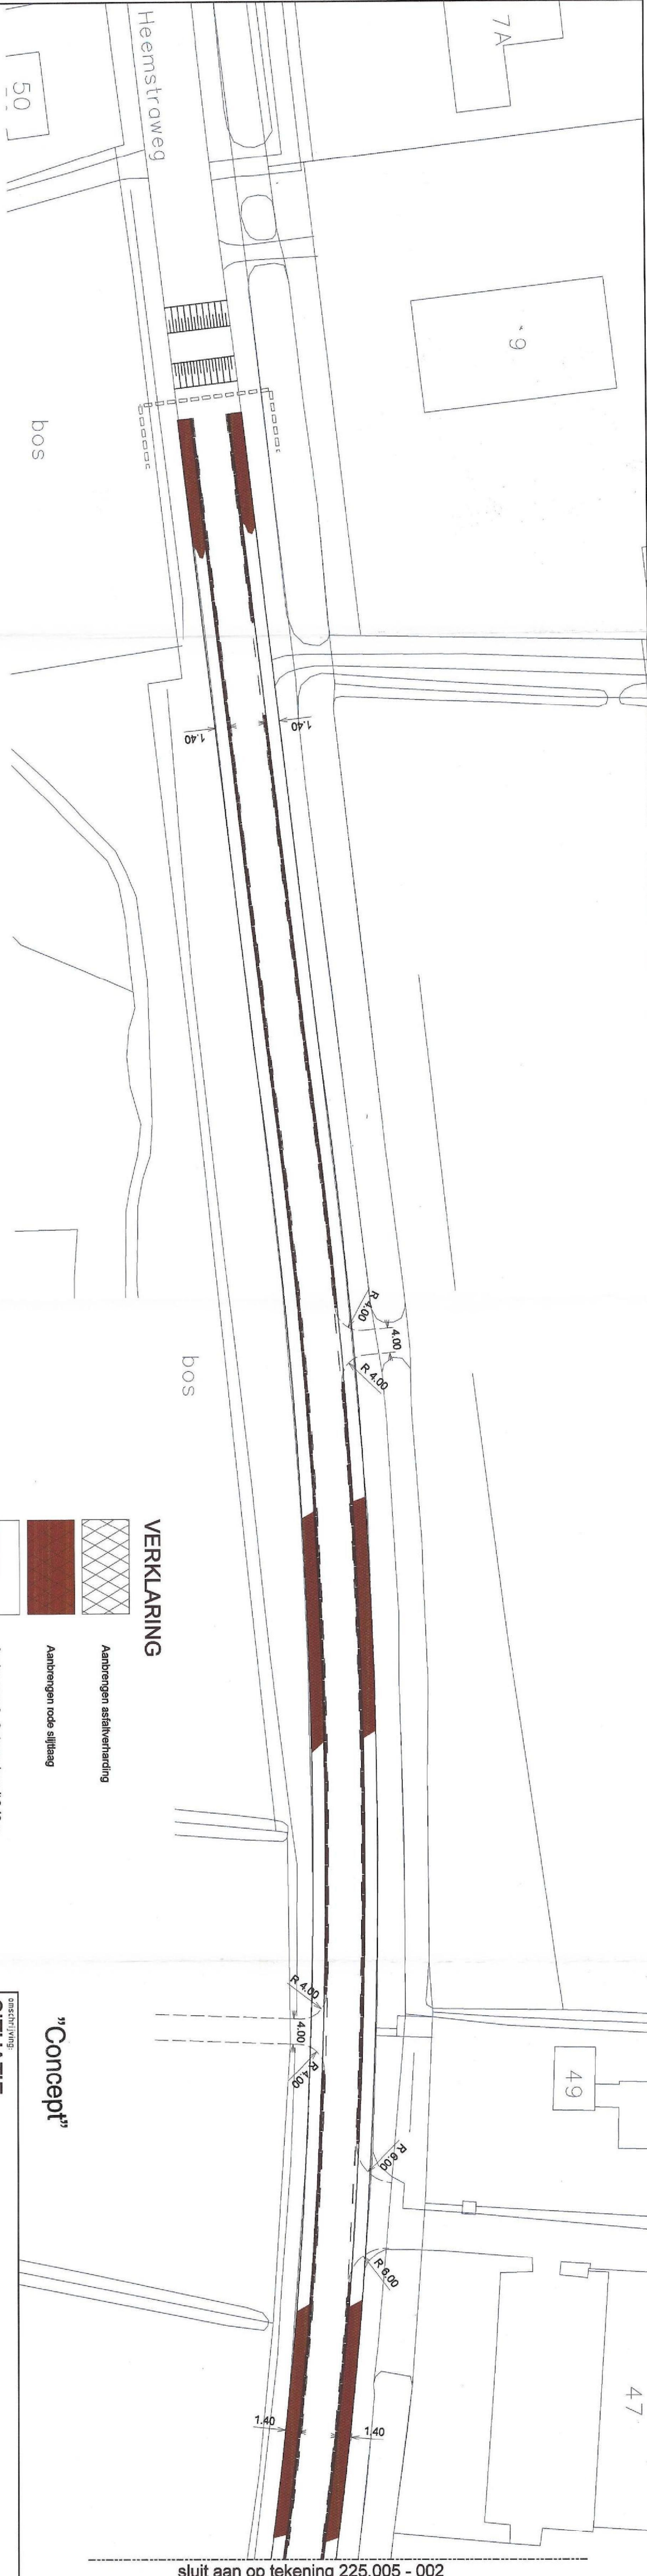 7A
Heemstraweg
50
9
bos
1.40
1.40
R 4.00
4.00
R 4.00
bos
VERKLARING
Aanbrengen asfaltverharding
Aanbrengen rode slijtlaag
R 4.00
4.00
R 4.00
"Concept"
omschrijving:
49
R 6.00
R 6.00
47
1.40
1.40
sluit aan op tekening 225.005 - 002